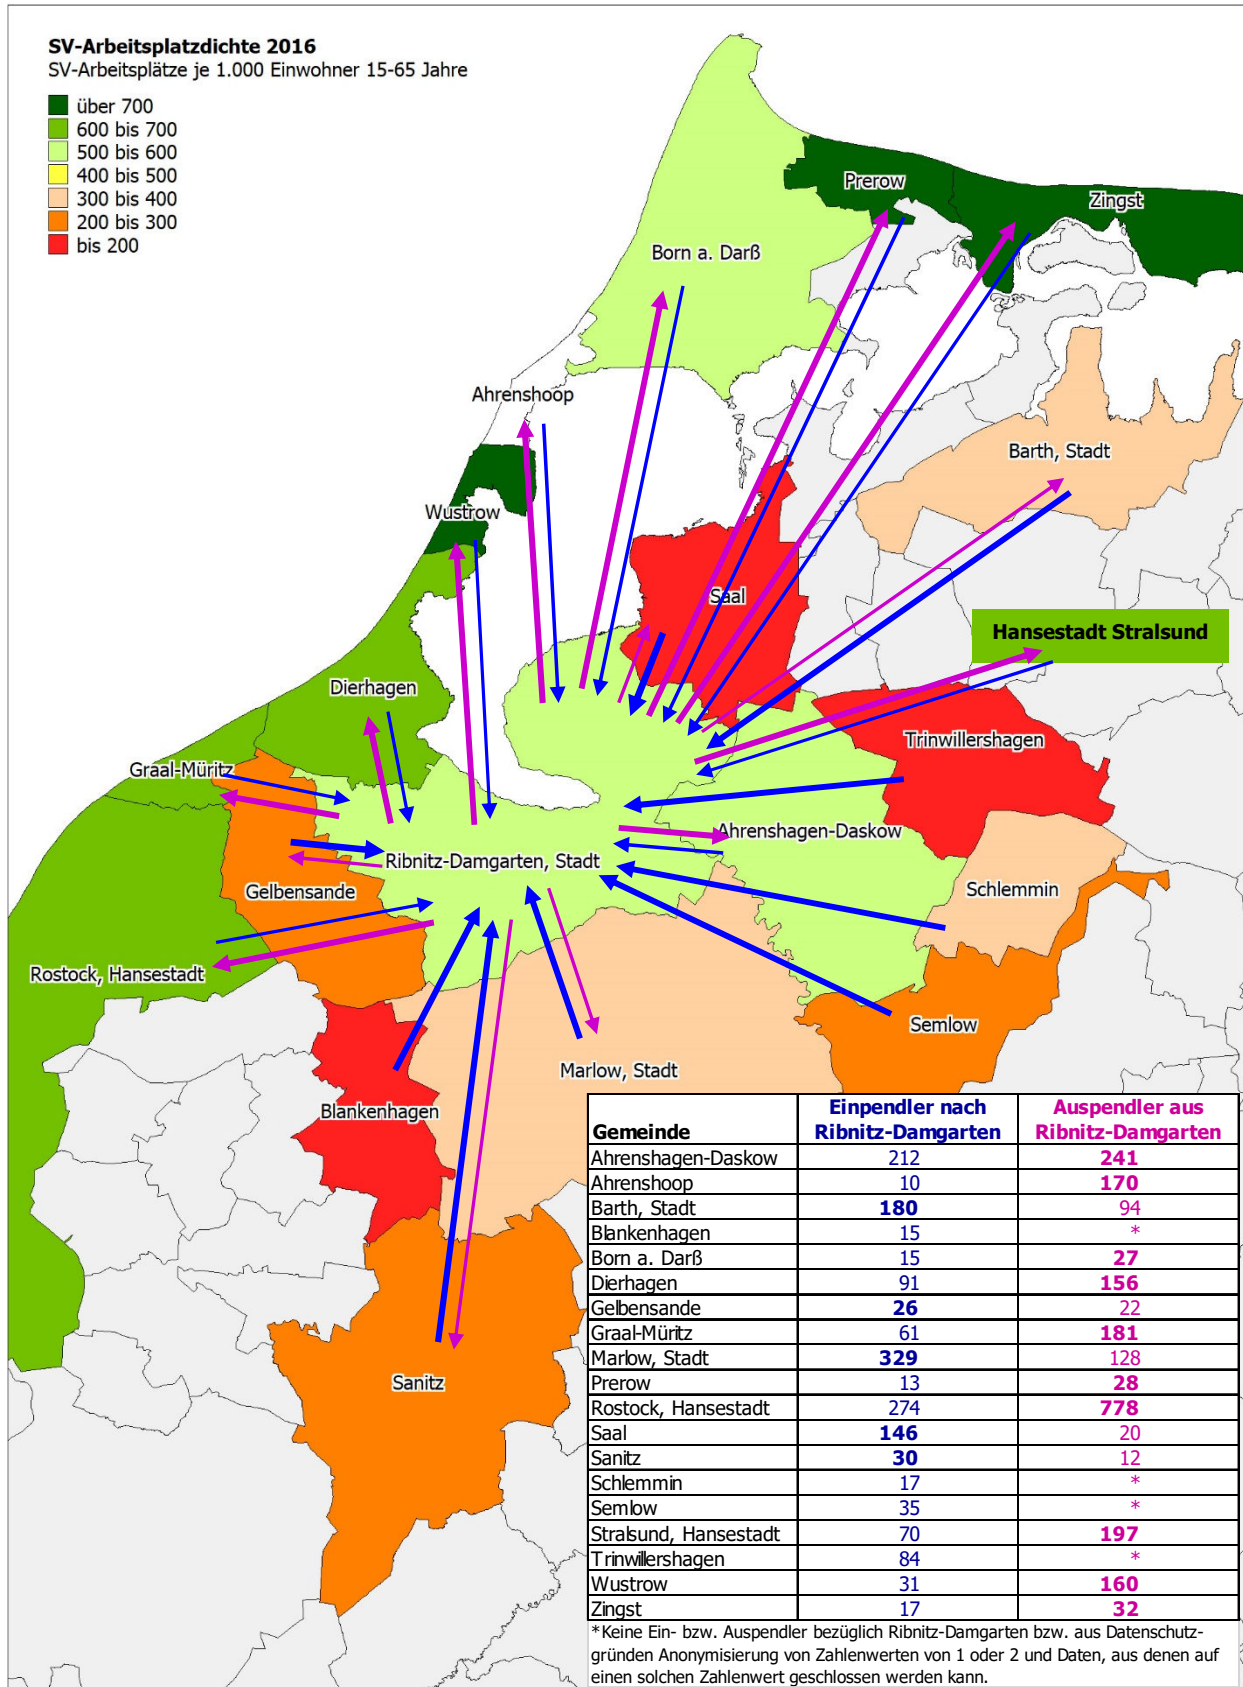 SV-Arbeitsplatzdichte 2016
SV-Arbeitsplätze je 1.000 Einwohner 15-65 Jahre
über 700
600 bis 700
500 bis 600
400 bis 500
300 bis 400
200 bis 300
bis 200
Prerow
Zingst
Born a. Darß
Ahrenshoop
Barth, Stadt
Wustrow
Saal
Hansestadt Stralsund
Dierhagen
Trinwillershagen
Graal-Müritz
Ahrenshagen-Daskow
Ribnitz-Damgarten, Stadt
Gelbensande
Schlemmin
Rostock, Hansestadt
Semlow
Marlow, Stadt
Blankenhagen
Sanitz
Gemeinde Einpendler nach Ribnitz-Damgarten Auspendler aus Ribnitz-Damgarten
Ahrenshagen-Daskow 212 241
Ahrenshoop 10 170
Barth, Stadt 180 94
Blankenhagen 15 *
Born a. Darß 15 27
Dierhagen 91 156
Gelbensande 26 22
Graal-Müritz 61 181
Marlow, Stadt 329 128
Prerow 13 28
Rostock, Hansestadt 274 778
Saal 146 20
Sanitz 30 12
Schlemmin 17 *
Semlow 35 *
Stralsund, Hansestadt 70 197
Trinwillershagen 84 *
Wustrow 31 160
Zingst 17 32
*Keine Ein- bzw. Auspendler bezüglich Ribnitz-Damgarten bzw. aus Datenschutz-
gründen Anonymisierung von Zahlenwerten von 1 oder 2 und Daten, aus denen auf
einen solchen Zahlenwert geschlossen werden kann.